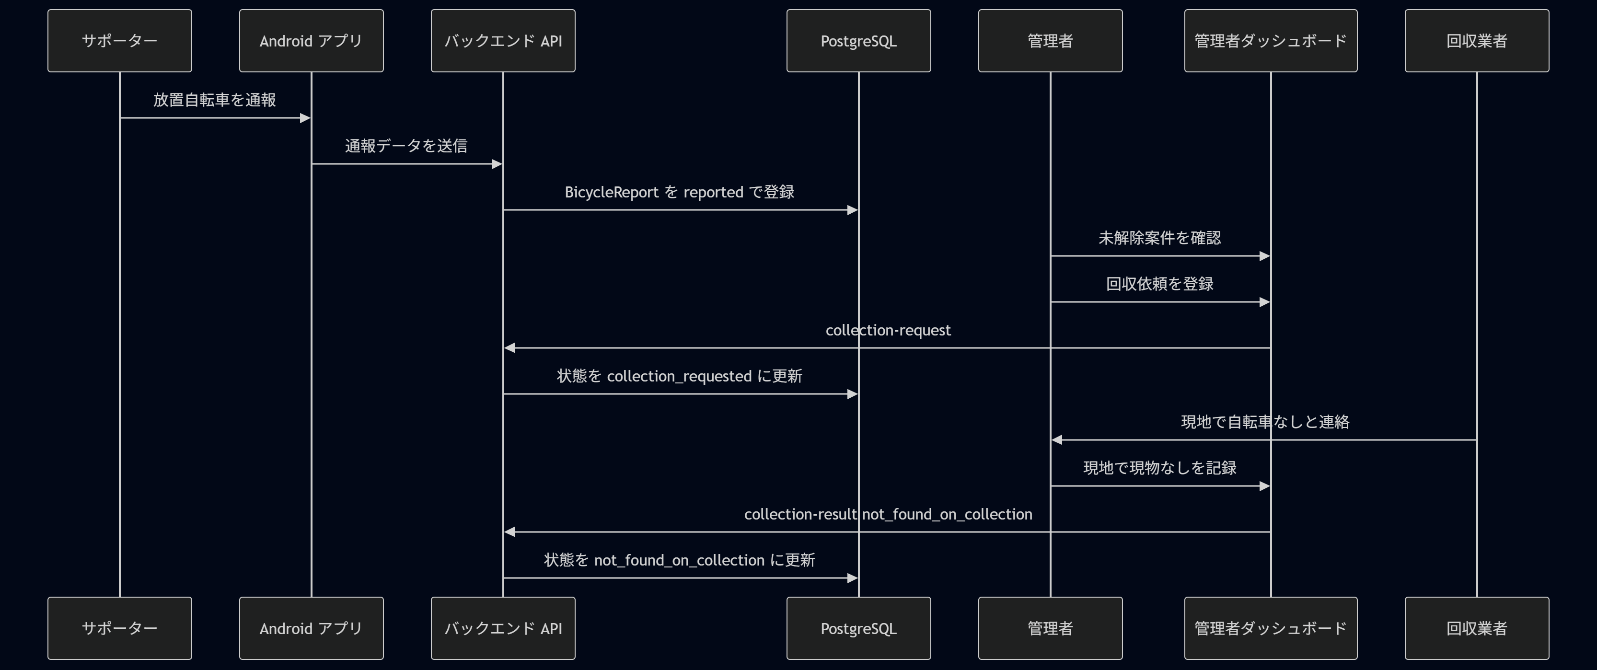 サポーター
Android アプリ
バックエンド API
PostgreSQL
管理者
管理者ダッシュボード
回収業者
放置自転車を通報
通報データを送信
BicycleReport を reported で登録
未解除案件を確認
回収依頼を登録
collection-request
状態を collection_requested に更新
現地で自転車なしと連絡
現地で現物なしを記録
collection-result not_found_on_collection
状態を not_found_on_collection に更新
サポーター
Android アプリ
バックエンド API
PostgreSQL
管理者
管理者ダッシュボード
回収業者